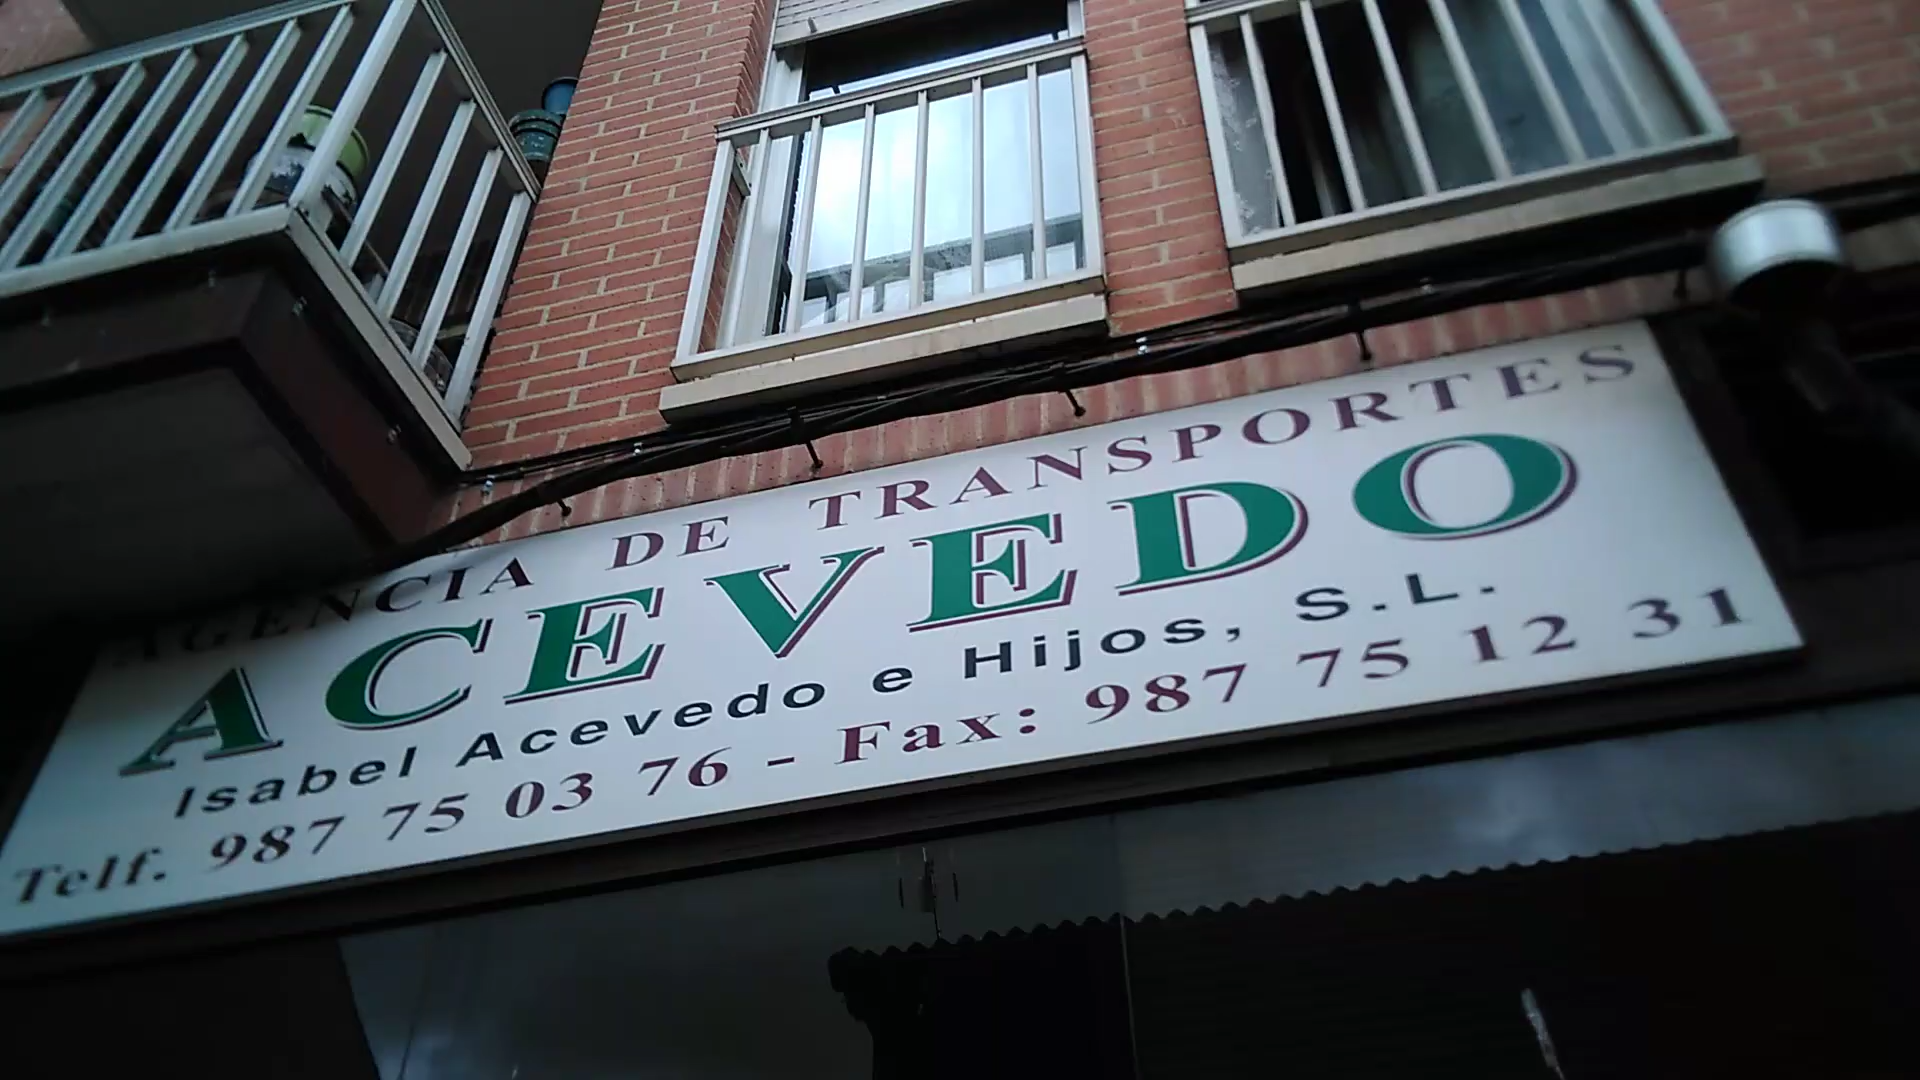 AGENCIA DE TRANSPORTES
ACEVEDO
Isabel Acevedo e Hijos, S.L.
Telf. 987 75 03 76 - Fax: 987 75 12 31